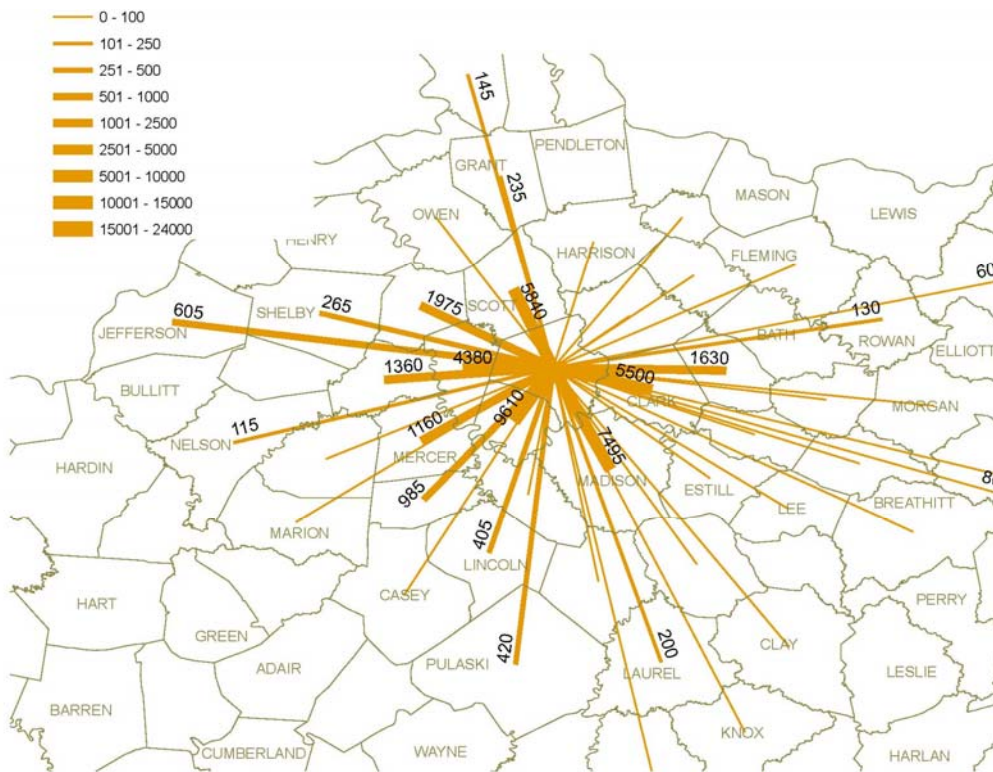 0 - 100
101 - 250
251 - 500
501 - 1000
1001 - 2500
2501 - 5000
5001 - 10000
10001 - 15000
15001 - 24000
145
PENDLETON
GRANT
235
MASON
LEWIS
OWEN
HENRY
HARRISON
FLEMING
60
605
SHELBY
265
1975
SCOTT
5840
130
JEFFERSON
BATH
ROWAN
ELLIOTT
1360
4380
1630
5500
BULLITT
CLARK
MORGAN
115
NELSON
1160
9610
7495
MERCER
HARDIN
985
MADISON
ESTILL
BREATHITT
LEE
MARION
405
LINCOLN
CASEY
HART
PERRY
GREEN
420
200
CLAY
ADAIR
PULASKI
LAUREL
LESLIE
BARREN
KNOX
CUMBERLAND
WAYNE
HARLAN